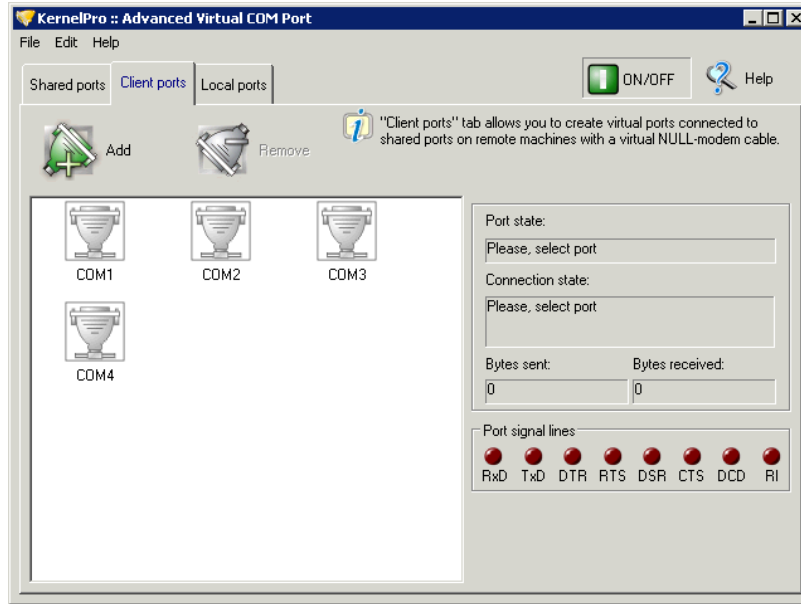 KernelPro :: Advanced Virtual COM Port
File Edit Help
Shared ports Client ports Local ports
ON/OFF Help
Add Remove
"Client ports" tab allows you to create virtual ports connected to
shared ports on remote machines with a virtual NULL-modem cable.
COM1 COM2 COM3
COM4
Port state:
Please, select port
Connection state:
Please, select port
Bytes sent: Bytes received:
0 0
Port signal lines
RxD TxD DTR RTS DSR CTS DCD RI